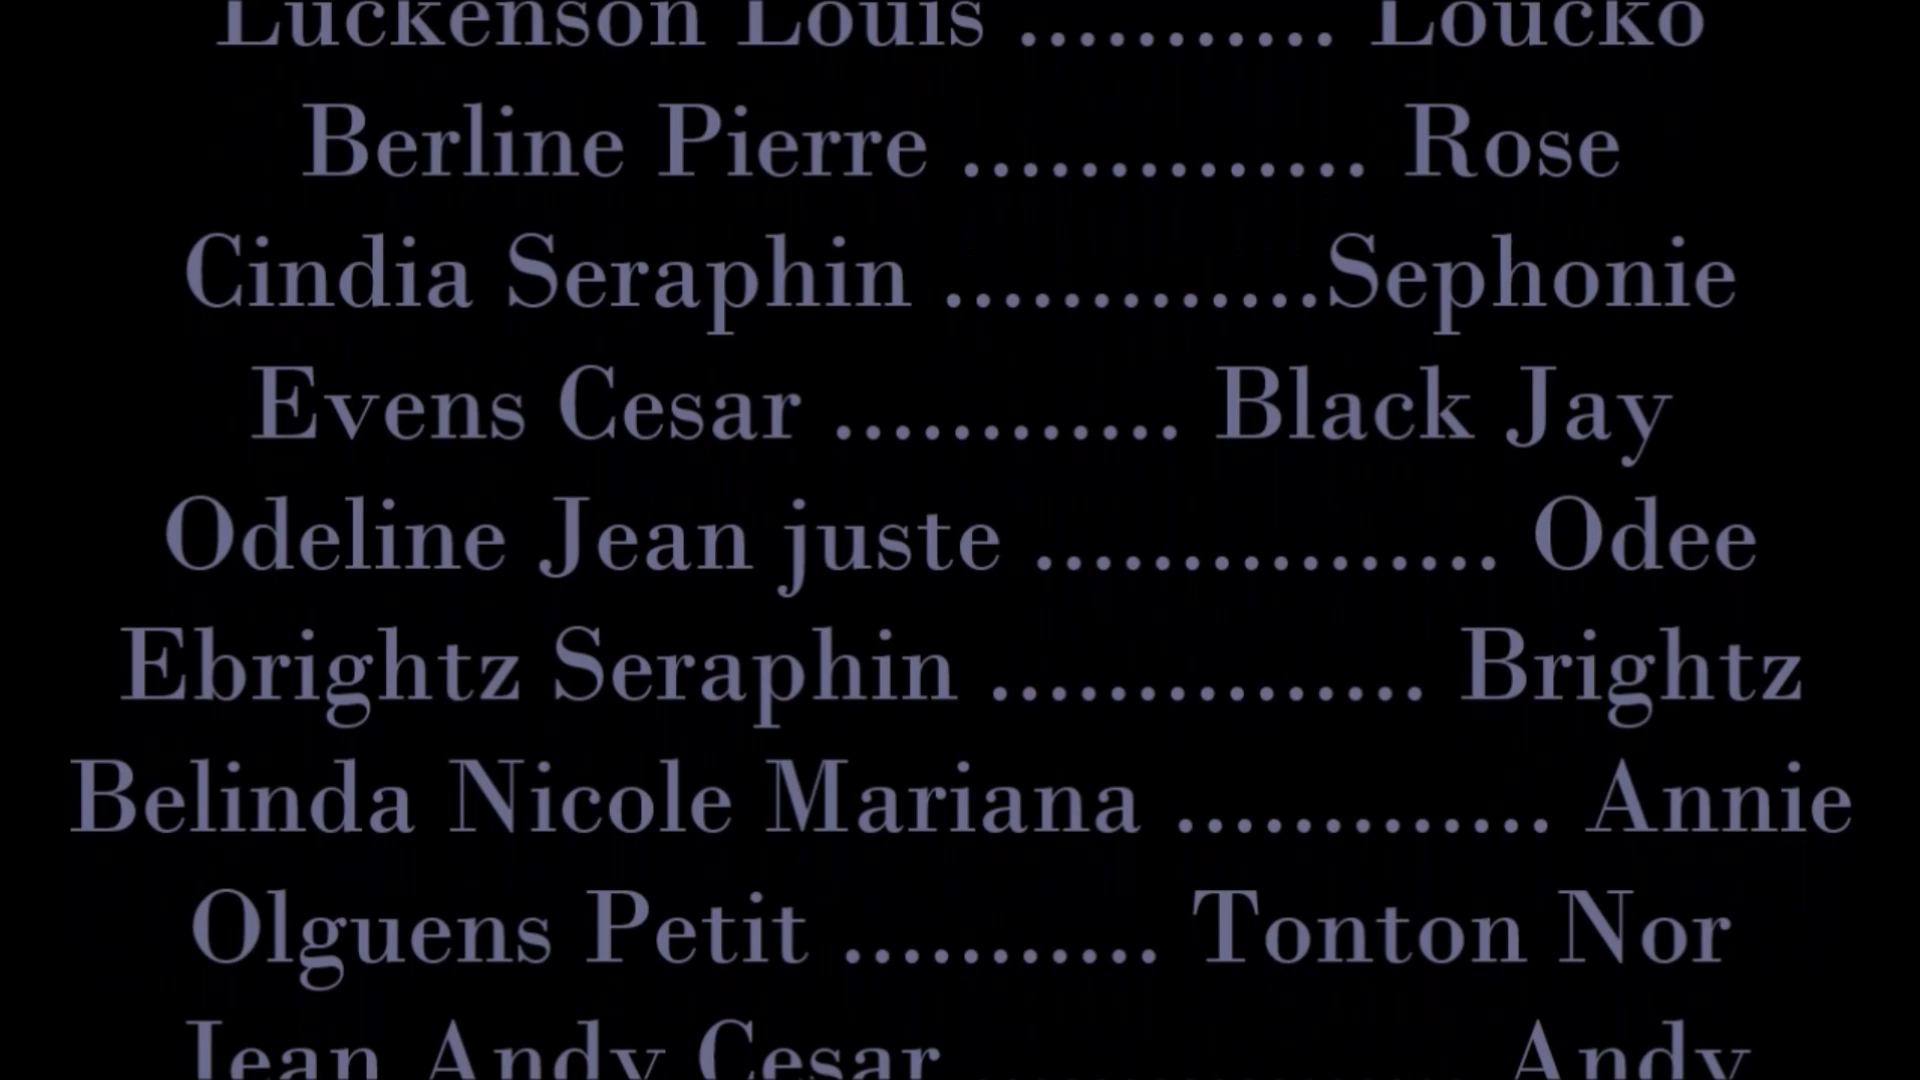 Luckenson Louis ........... Loucko
Berline Pierre .............. Rose
Cindia Seraphin .............Sephonie
Evens Cesar ............ Black Jay
Odeline Jean juste ................ Odee
Ebrightz Seraphin ............... Brightz
Belinda Nicole Mariana ............. Annie
Olguens Petit ........... Tonton Nor
Jean Andy Cesar Andy